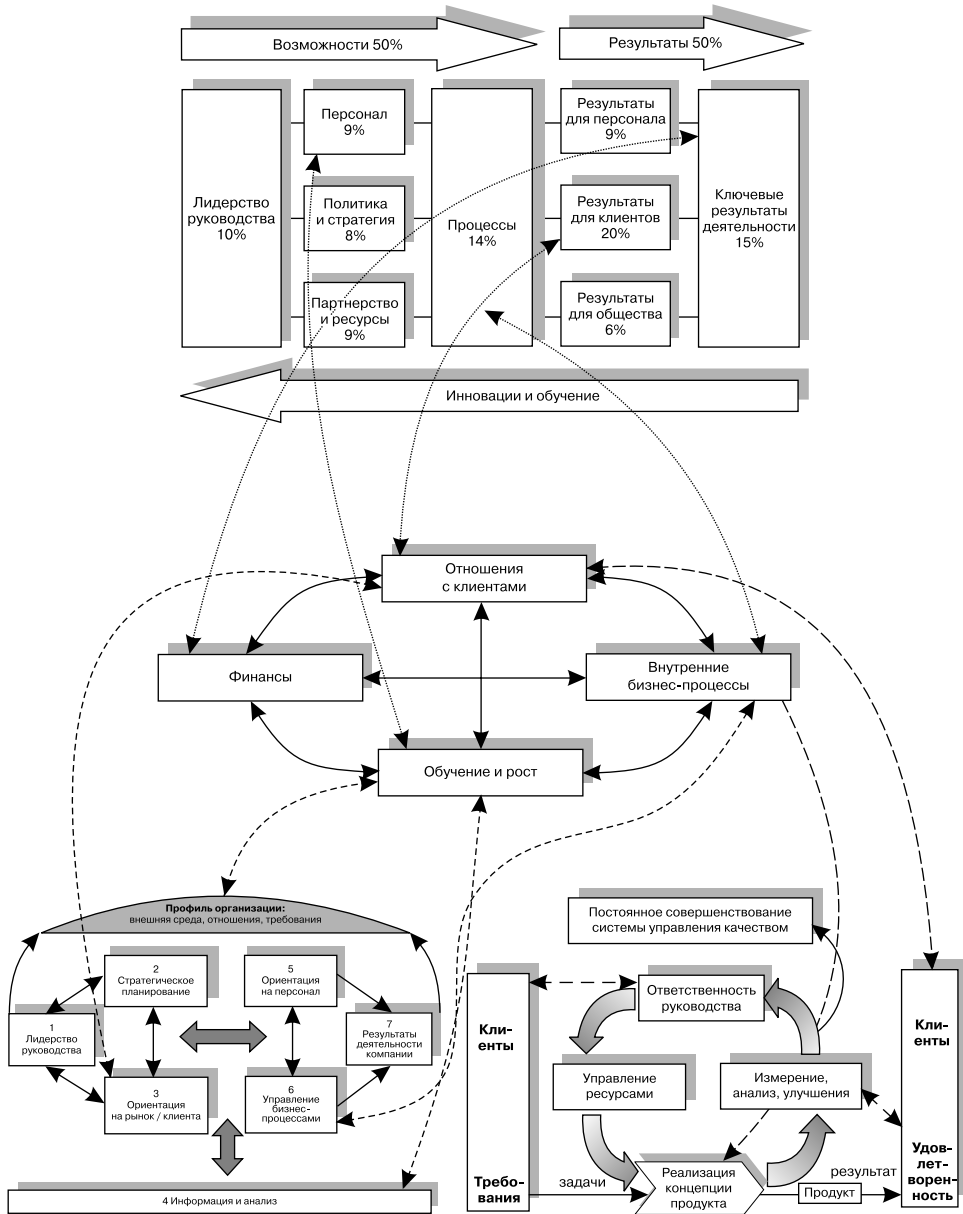 Возможности 50%
Результаты 50%
Лидерство
руководства
10%
Персонал
9%
Политика
и стратегия
8%
Партнерство
и ресурсы
9%
Процессы
14%
Результаты
для персонала
9%
Результаты
для клиентов
20%
Результаты
для общества
6%
Ключевые
результаты
деятельности
15%
Инновации и обучение
Отношения
с клиентами
Финансы
Внутренние
бизнес-процессы
Обучение и рост
Профиль организации:
внешняя среда, отношения, требования
1
Лидерство
руководства
2
Стратегическое
планирование
3
Ориентация
на рынок / клиента
5
Ориентация
на персонал
6
Управление
бизнес-
процессами
7
Результаты
деятельности
компании
4 Информация и анализ
Постоянное совершенствование
системы управления качеством
Кли-
енты
Требо-
вания
Ответственность
руководства
Управление
ресурсами
Измерение,
анализ, улучшения
Реализация
концепции
продукта
задачи
результат
Продукт
Кли-
енты
Удов-
лет-
ворен-
ность